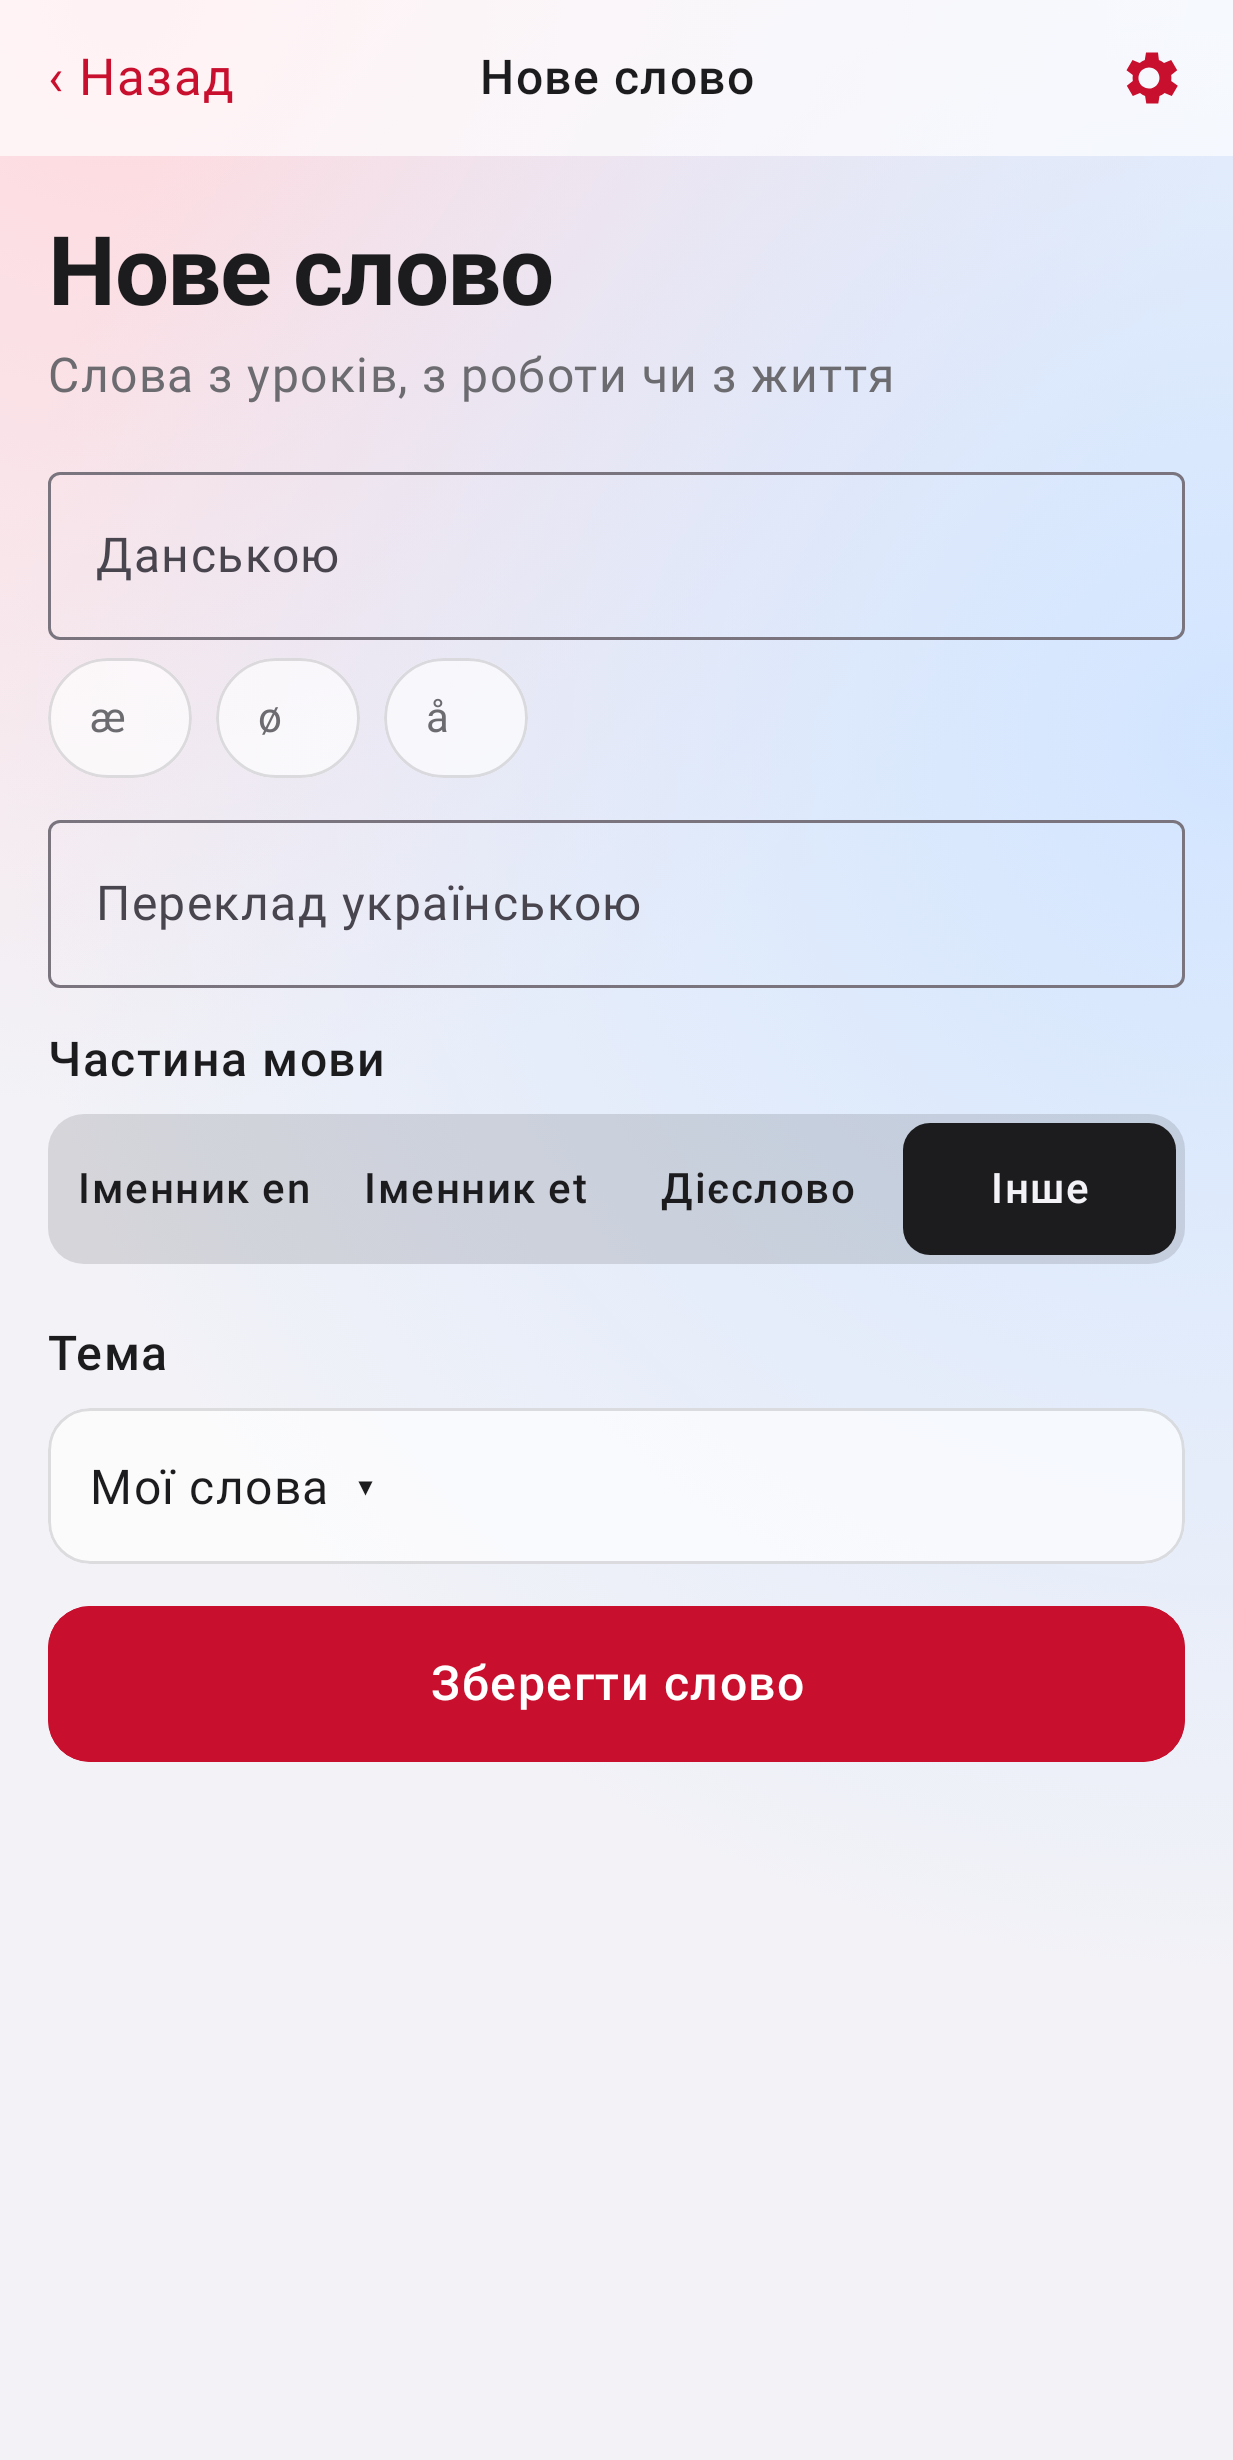 ‹ Назад
Нове слово
Нове слово
Слова з уроків, з роботи чи з життя
Данською
æ
ø
å
Переклад українською
Частина мови
Іменник en
Іменник et
Дієслово
Інше
Тема
Мої слова ▾
Зберегти слово